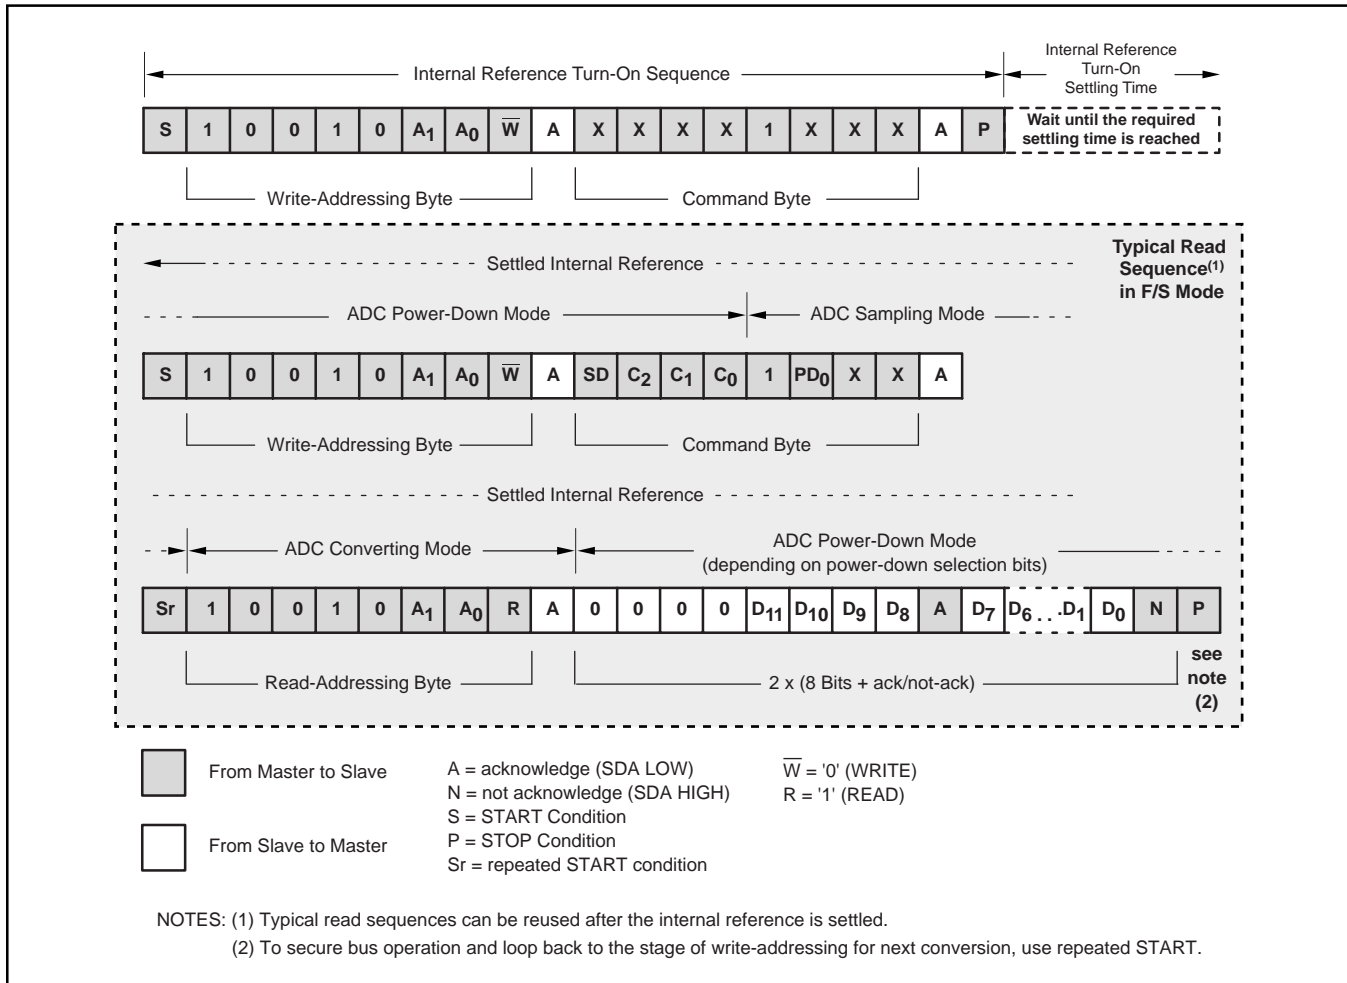 Internal Reference Turn-On Sequence
Internal Reference
Turn-On
Settling Time
S 1 0 0 1 0 A1 A0 W̅ A X X X X 1 X X X A P
Wait until the required
settling time is reached
Write-Addressing Byte
Command Byte
Typical Read
Sequence(1)
in F/S Mode
Settled Internal Reference
ADC Power-Down Mode
ADC Sampling Mode
S 1 0 0 1 0 A1 A0 W̅ A SD C2 C1 C0 1 PD0 X X A
Write-Addressing Byte
Command Byte
Settled Internal Reference
ADC Converting Mode
ADC Power-Down Mode
(depending on power-down selection bits)
Sr 1 0 0 1 0 A1 A0 R A 0 0 0 0 D11 D10 D9 D8 A D7 D6 . . .D1 D0 N P
Read-Addressing Byte
2 x (8 Bits + ack/not-ack)
see
note
(2)
From Master to Slave
From Slave to Master
A = acknowledge (SDA LOW)
N = not acknowledge (SDA HIGH)
S = START Condition
P = STOP Condition
Sr = repeated START condition
W̅ = '0' (WRITE)
R = '1' (READ)
NOTES: (1) Typical read sequences can be reused after the internal reference is settled.
(2) To secure bus operation and loop back to the stage of write-addressing for next conversion, use repeated START.